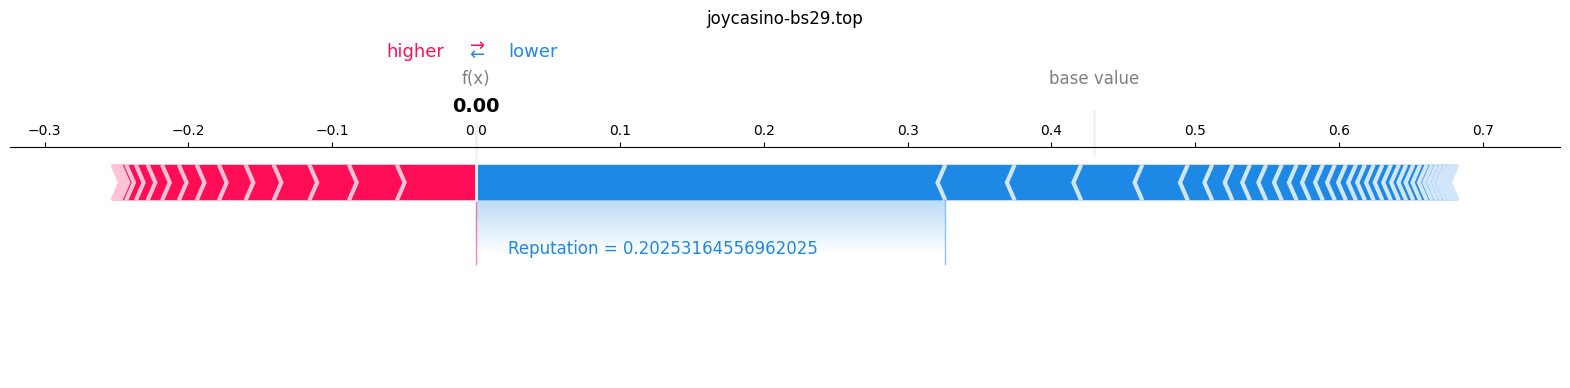 joycasino-bs29.top
higher ⇄ lower
f(x)
base value
0.00
−0.3 −0.2 −0.1 0.0 0.1 0.2 0.3 0.4 0.5 0.6 0.7
Reputation = 0.20253164556962025